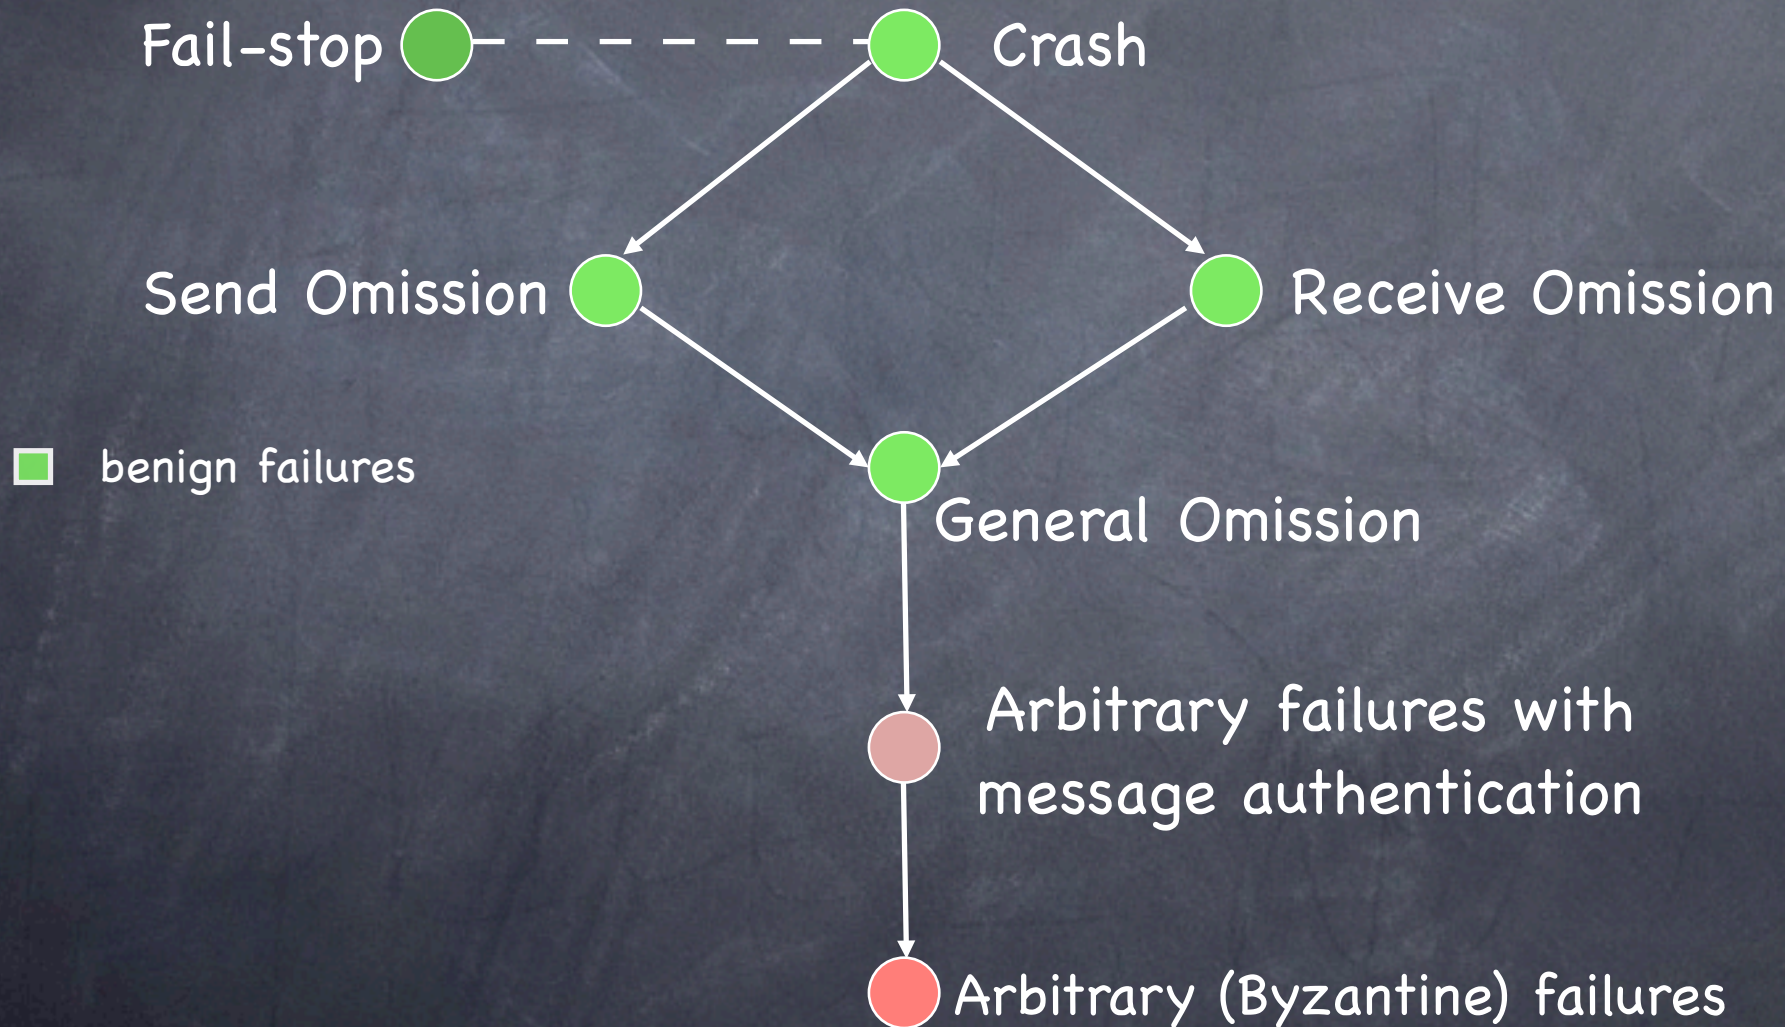 Fail-stop
Crash
Send Omission
Receive Omission
benign failures
General Omission
Arbitrary failures with
message authentication
Arbitrary (Byzantine) failures